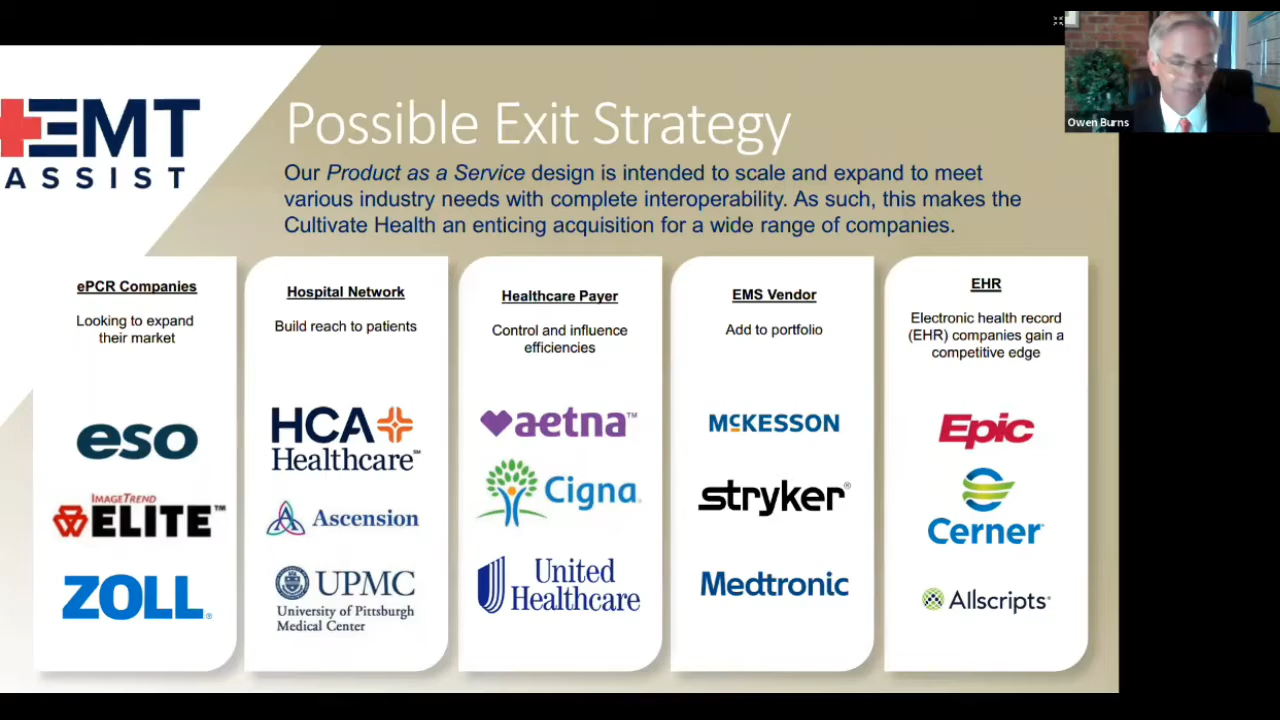 EMT
ASSIST
Possible Exit Strategy
Our Product as a Service design is intended to scale and expand to meet
various industry needs with complete interoperability. As such, this makes the
Cultivate Health an enticing acquisition for a wide range of companies.
Owen Burns
ePCR Companies
Looking to expand
their market
eso
IMAGETREND
ELITE™
ZOLL®
Hospital Network
Build reach to patients
HCA
Healthcare™
Ascension
UPMC
University of Pittsburgh
Medical Center
Healthcare Payer
Control and influence
efficiencies
aetna™
Cigna®
United
Healthcare
EMS Vendor
Add to portfolio
MCKESSON
stryker®
Medtronic
EHR
Electronic health record
(EHR) companies gain a
competitive edge
Epic
Cerner®
Allscripts®